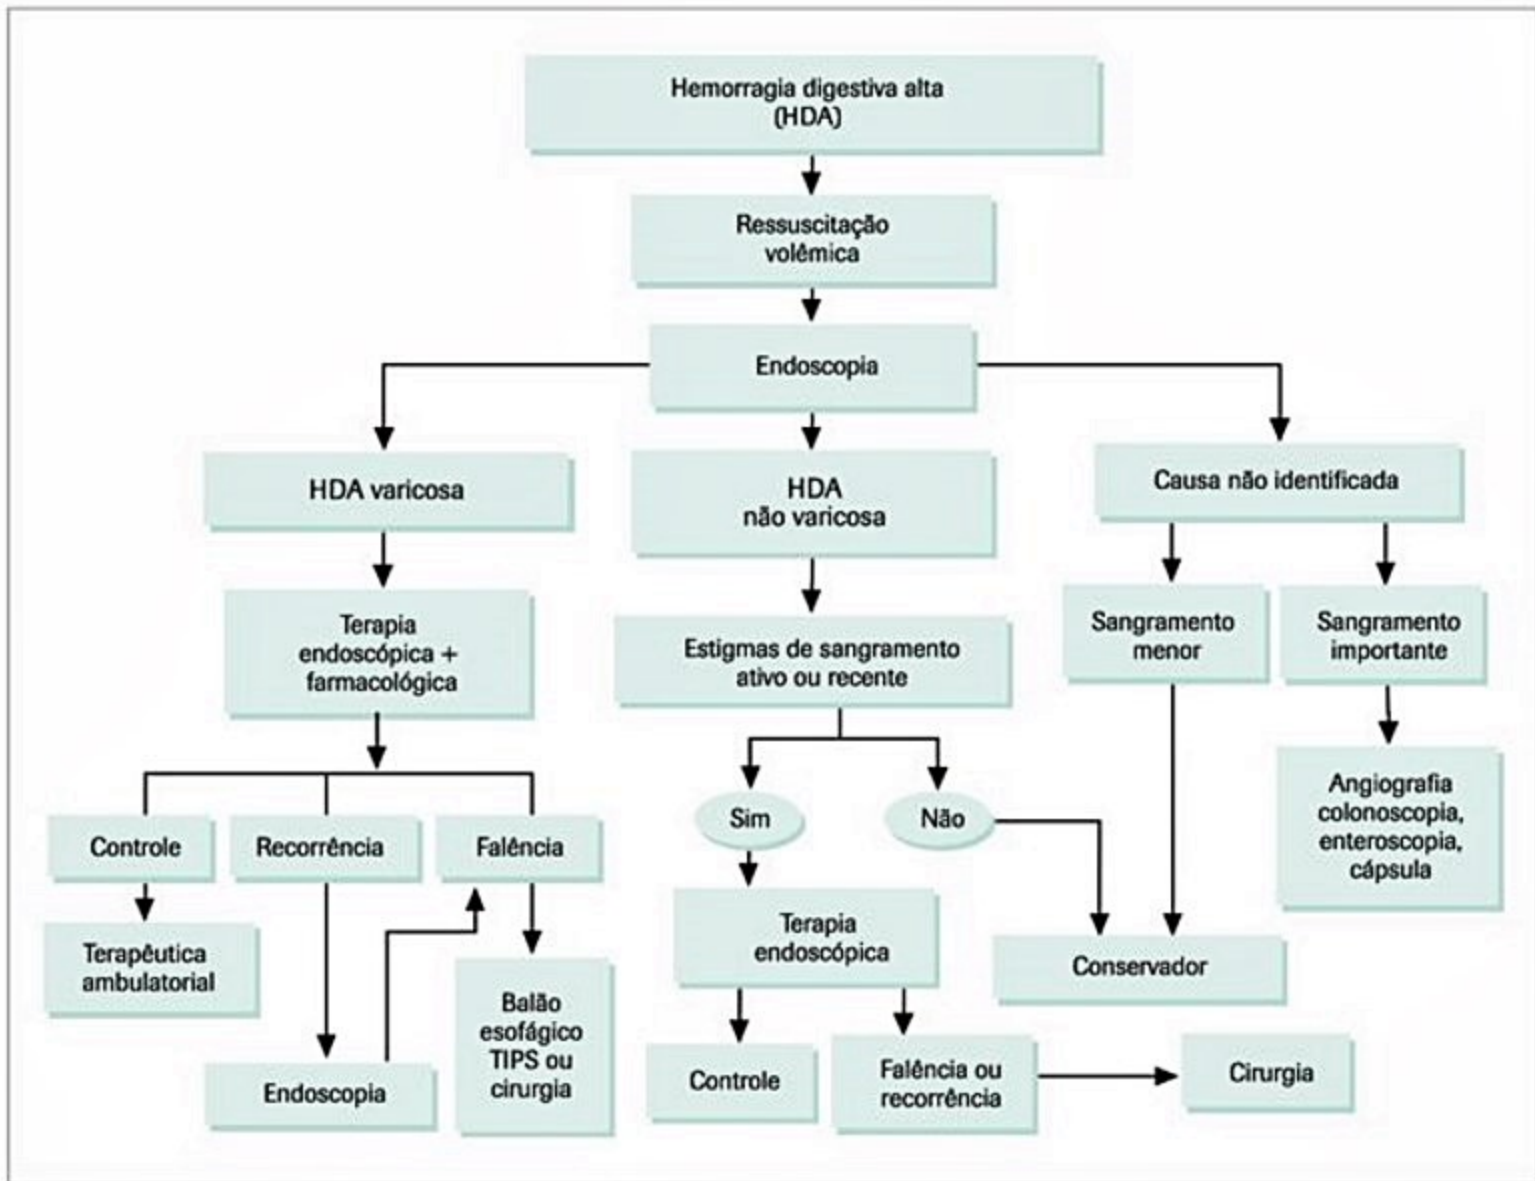 Hemorragia digestiva alta
(HDA)
Ressuscitação
volêmica
Endoscopia
HDA varicosa
HDA
não varicosa
Causa não identificada
Terapia
endoscópica +
farmacológica
Estigmas de sangramento
ativo ou recente
Sangramento
menor
Sangramento
importante
Controle
Recorrência
Falência
Sim
Não
Angiografia
colonoscopia,
enteroscopia,
cápsula
Terapêutica
ambulatorial
Terapia
endoscópica
Conservador
Balão
esofágico
TIPS ou
cirurgia
Endoscopia
Controle
Falência ou
recorrência
Cirurgia